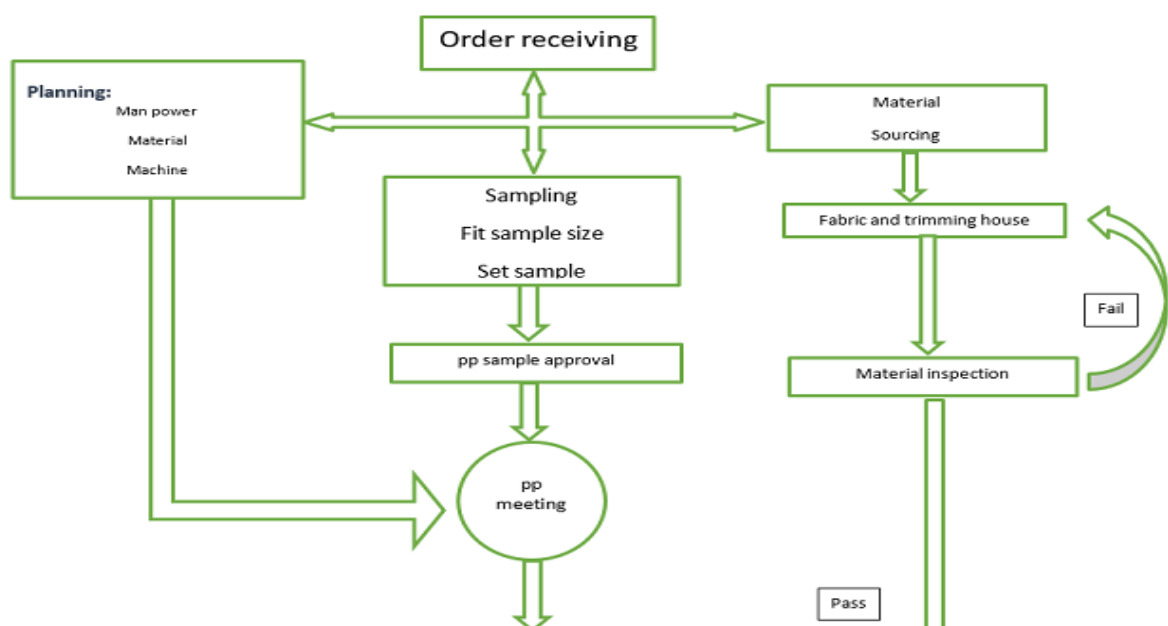 Order receiving
Planning:
Man power
Material
Machine
Material
Sourcing
Sampling
Fit sample size
Set sample
Fabric and trimming house
Fail
pp sample approval
Material inspection
pp
meeting
Pass